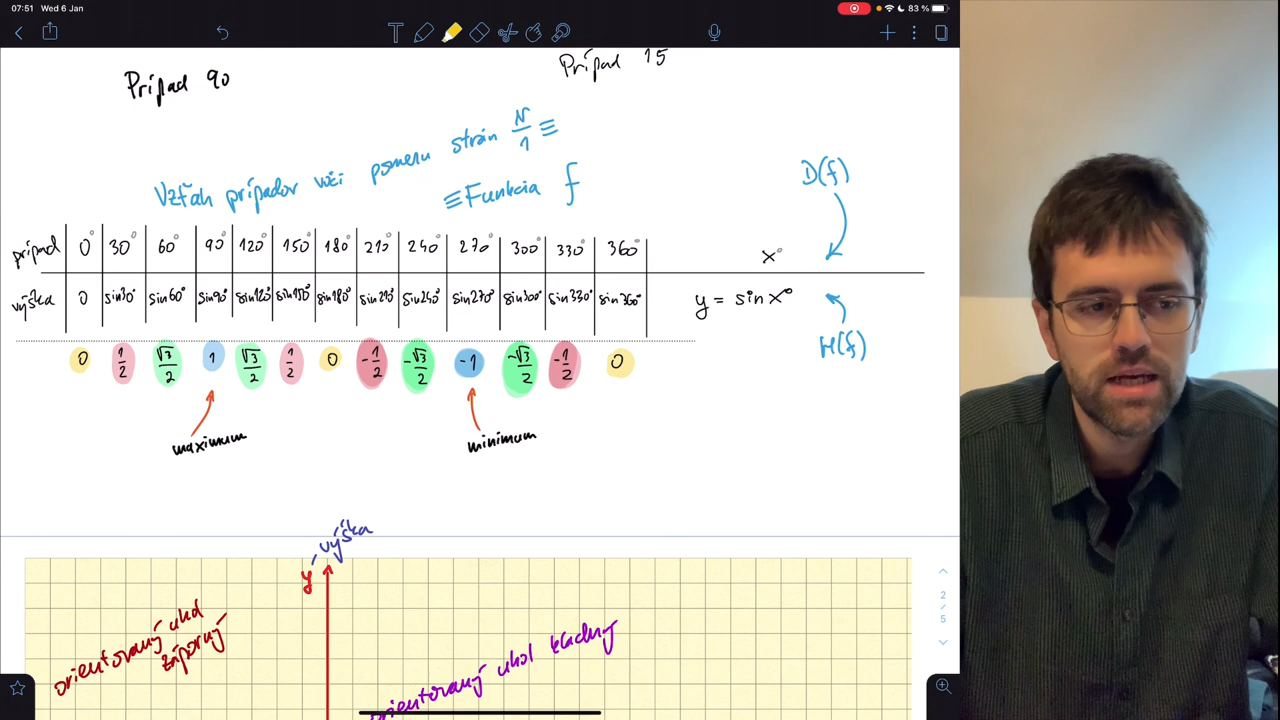 07:51 Wed 6 Jan
83 %
Prípad 90
Prípad 15
Vzťah prípadov voči pomeru strán N/1 ≡
≡ Funkcia f
D(f)
prípad 0° 30° 60° 90° 120° 150° 180° 210° 240° 270° 300° 330° 360° x°
výška 0 sin30° sin60° sin90° sin120° sin150° sin180° sin210° sin240° sin270° sin300° sin330° sin360° y = sin x°
H(f)
0 1/2 √3/2 1 √3/2 1/2 0 -1/2 -√3/2 -1 -√3/2 -1/2 0
maximum
minimum
y - výška
orientovaný uhol
záporný
orientovaný uhol kladný
2
/
5